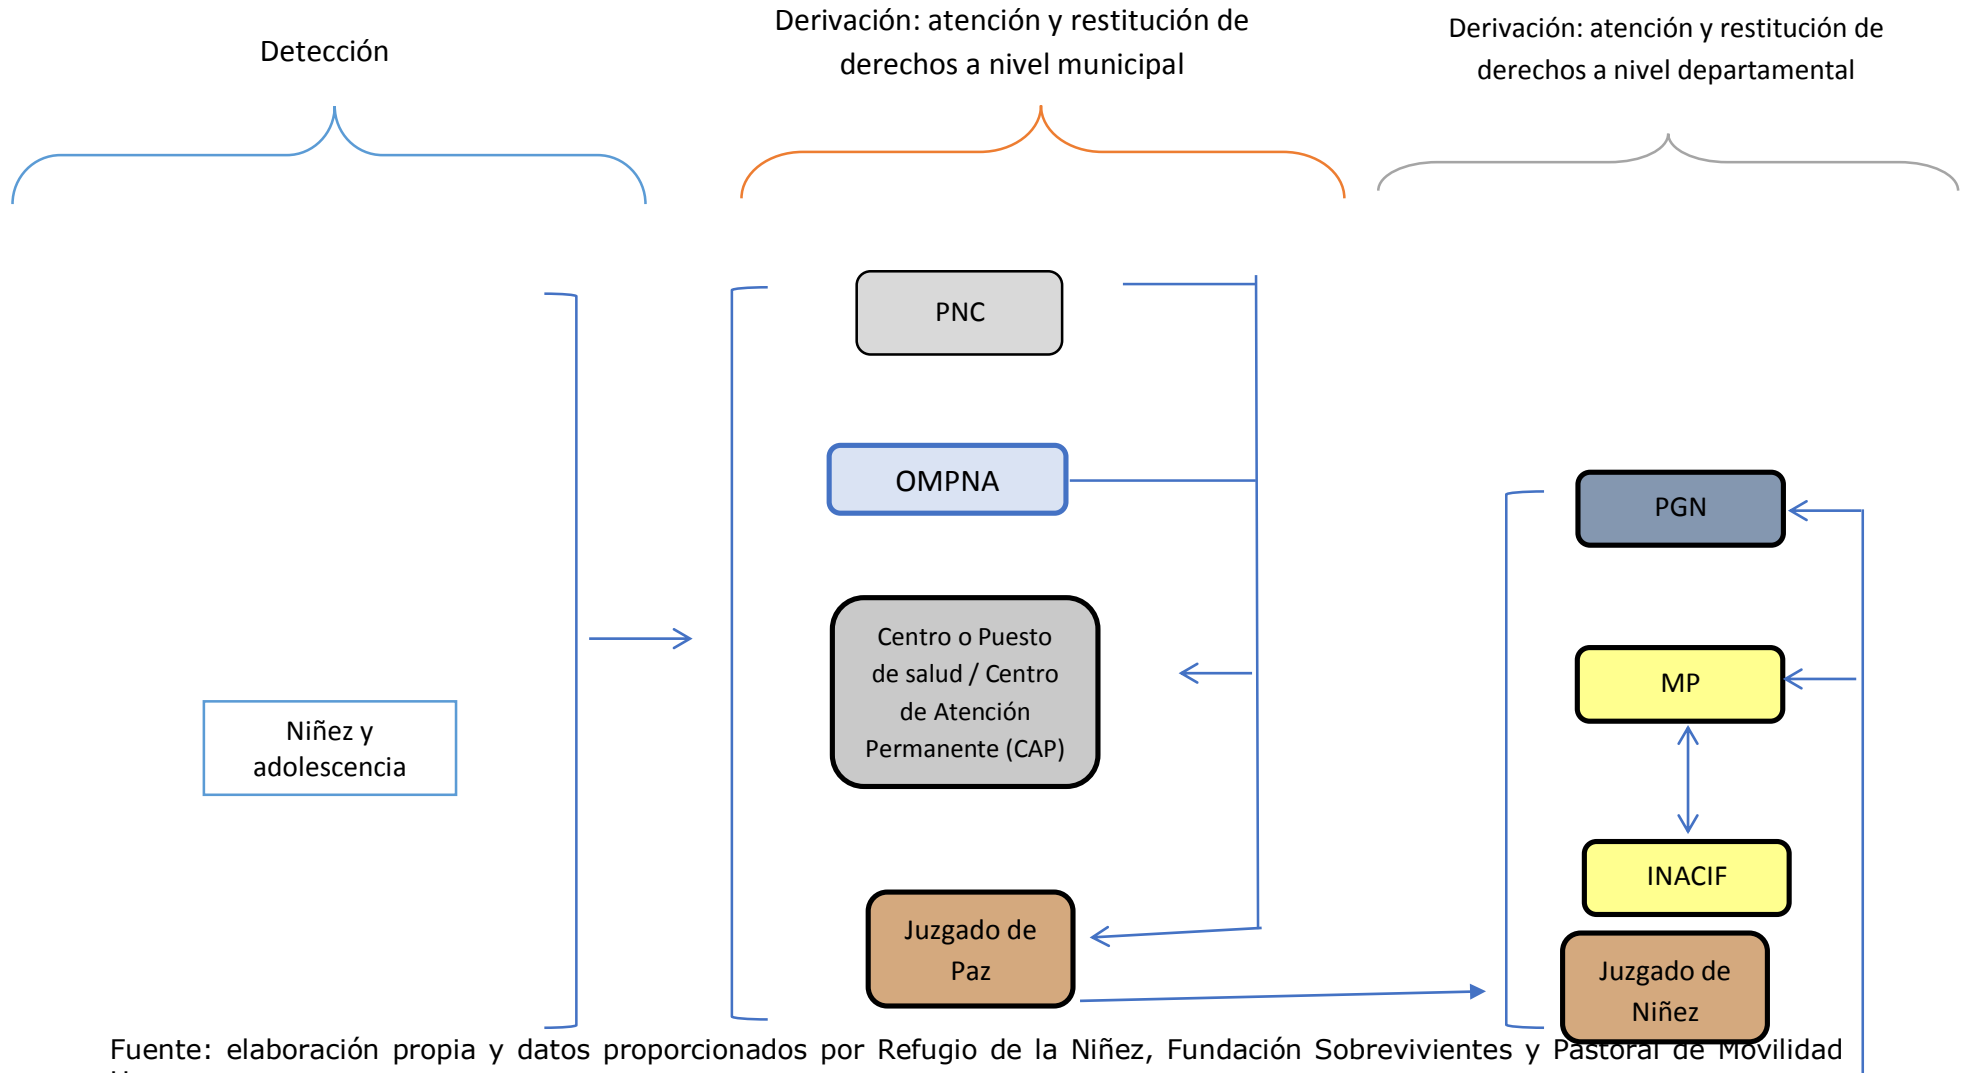 Detección
Derivación: atención y restitución de
derechos a nivel municipal
Derivación: atención y restitución de
derechos a nivel departamental
PNC
OMPNA
Centro o Puesto
de salud / Centro
de Atención
Permanente (CAP)
Juzgado de
Paz
Niñez y
adolescencia
PGN
MP
INACIF
Juzgado de
Niñez
Fuente: elaboración propia y datos proporcionados por Refugio de la Niñez, Fundación Sobrevivientes y Pastoral de Movilidad